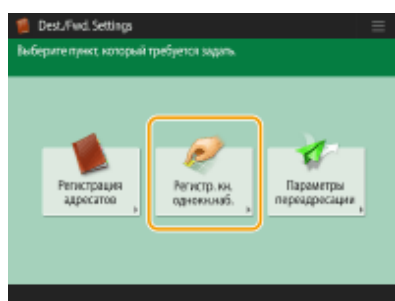 Dest./Fwd. Settings
Выберите пункт, который требуется задать.
Регистрация
адресатов
Регистр. кн.
однокн.наб.
Параметры
переадресации